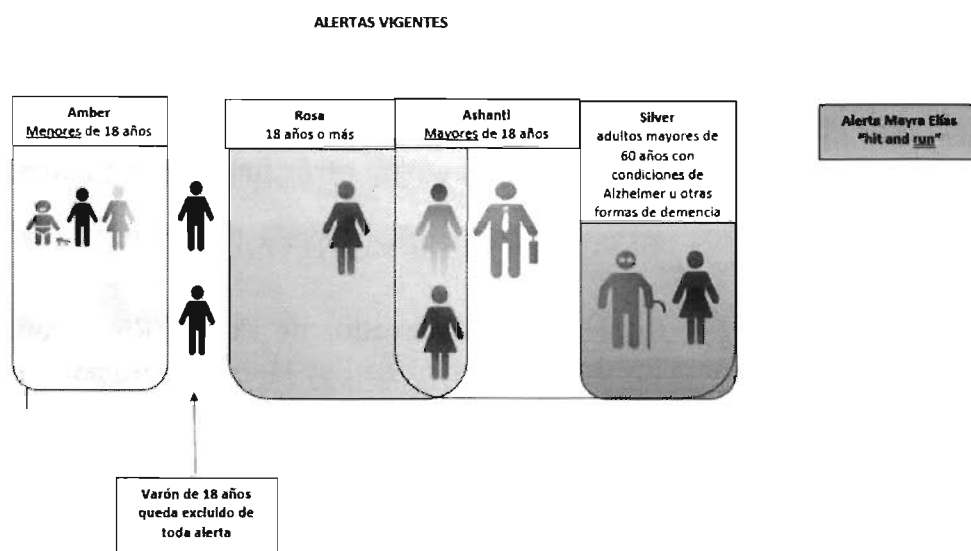 ALERTAS VIGENTES
Amber
Menores de 18 años
Rosa
18 años o más
Ashanti
Mayores de 18 años
Silver
adultos mayores de
60 años con
condiciones de
Alzheimer u otras
formas de demencia
Alerta Mayra Elías
"hit and run"
Varón de 18 años
queda excluido de
toda alerta